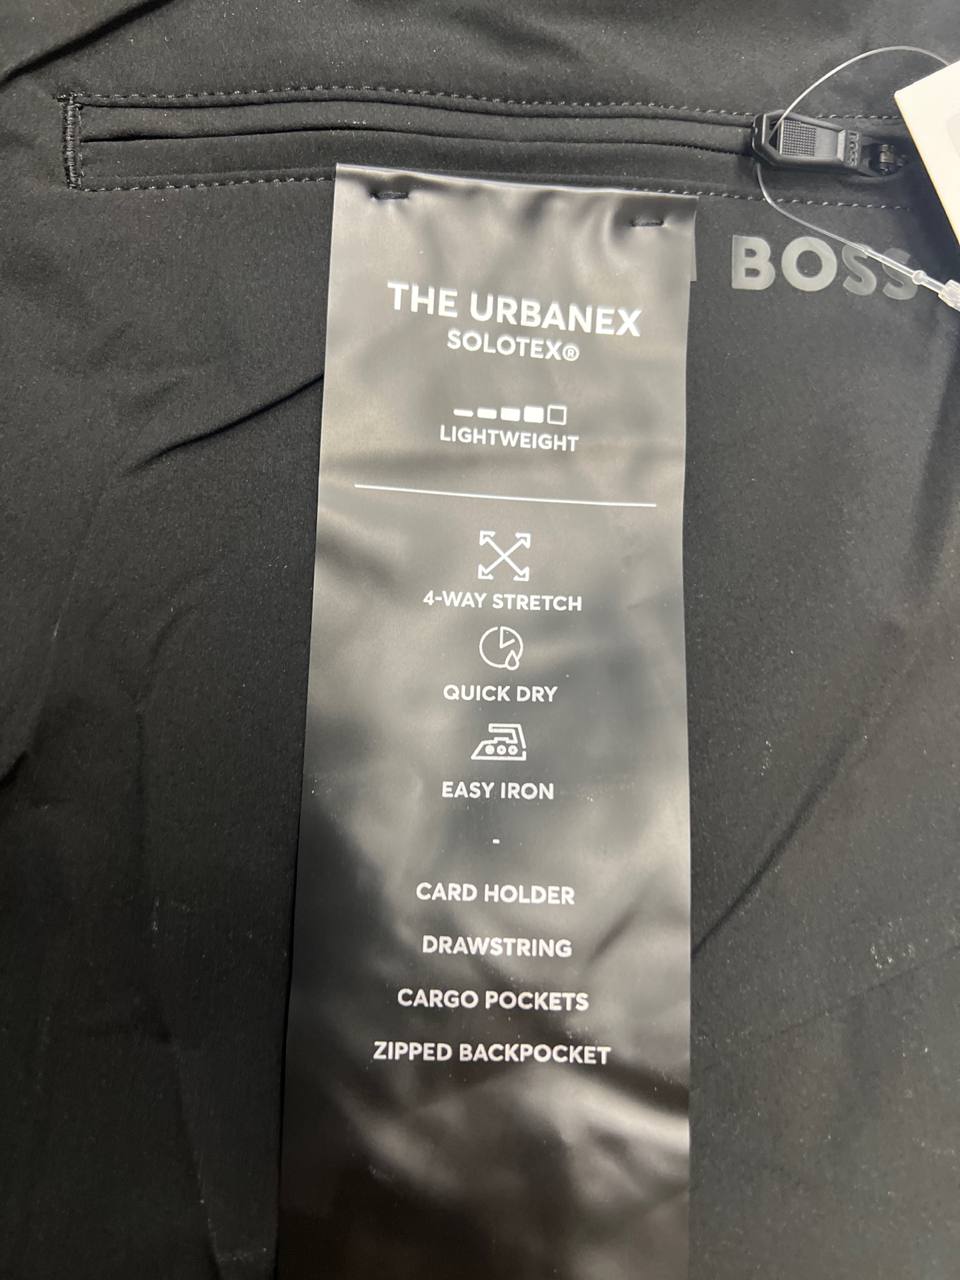 BOSS
THE URBANEX
SOLOTEX®
LIGHTWEIGHT
4-WAY STRETCH
QUICK DRY
EASY IRON
-
CARD HOLDER
DRAWSTRING
CARGO POCKETS
ZIPPED BACKPOCKET